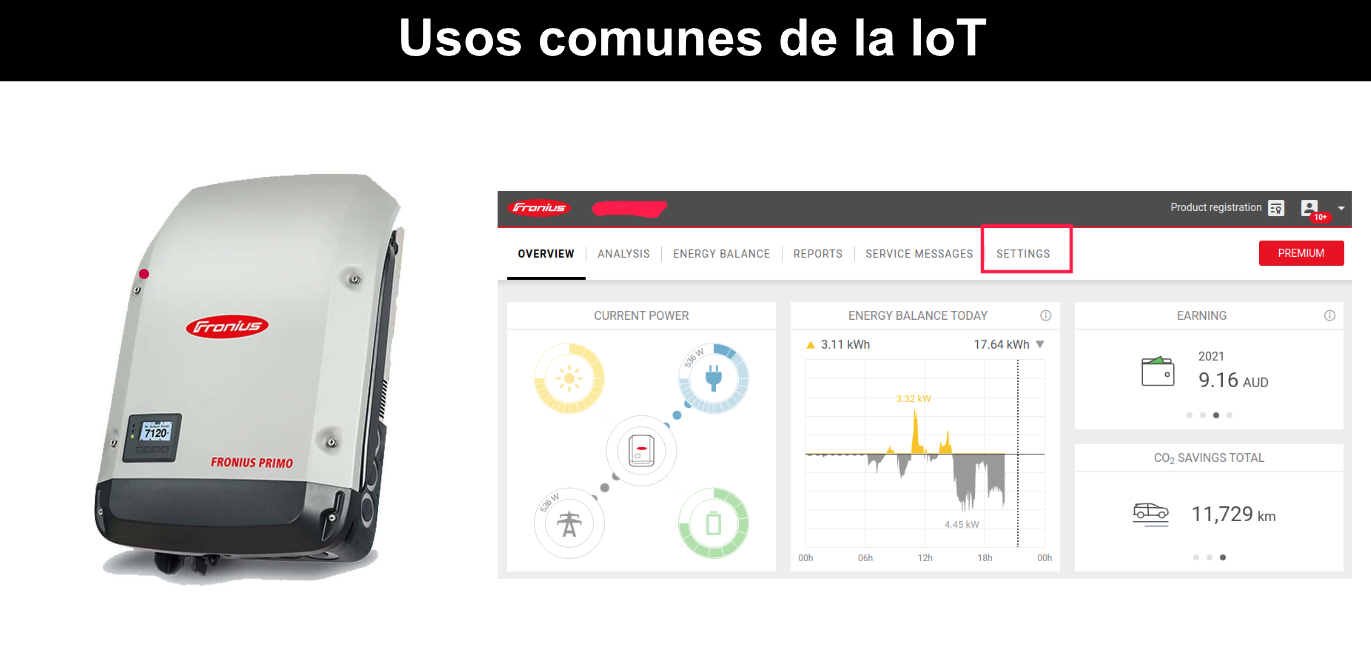 Usos comunes de la IoT
Fronius
7120
FRONIUS PRIMO
Fronius
Product registration
10+
OVERVIEW
ANALYSIS
ENERGY BALANCE
REPORTS
SERVICE MESSAGES
SETTINGS
PREMIUM
CURRENT POWER
536 W
536 W
ENERGY BALANCE TODAY
3.11 kWh
17.64 kWh
3.32 kW
4.45 kW
00h 06h 12h 18h 00h
EARNING
2021
9.16 AUD
CO₂ SAVINGS TOTAL
11,729 km